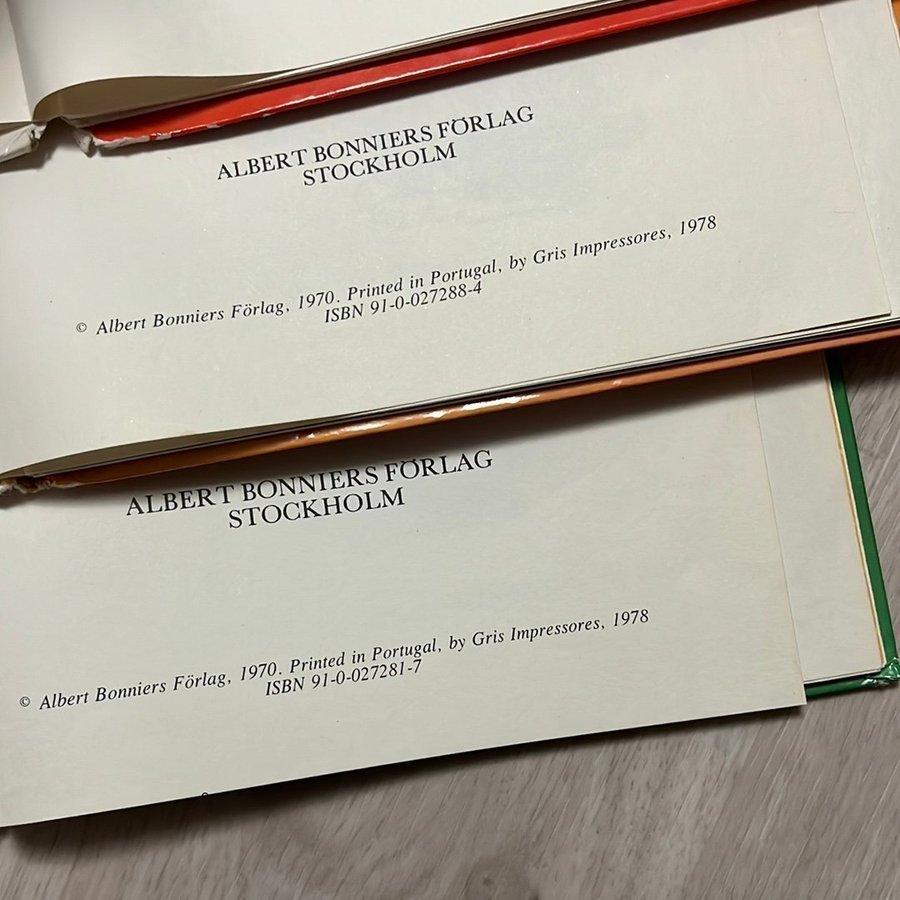 ALBERT BONNIERS FÖRLAG
STOCKHOLM
© Albert Bonniers Förlag, 1970. Printed in Portugal, by Gris Impressores, 1978
ISBN 91-0-027288-4
ALBERT BONNIERS FÖRLAG
STOCKHOLM
© Albert Bonniers Förlag, 1970. Printed in Portugal, by Gris Impressores, 1978
ISBN 91-0-027281-7